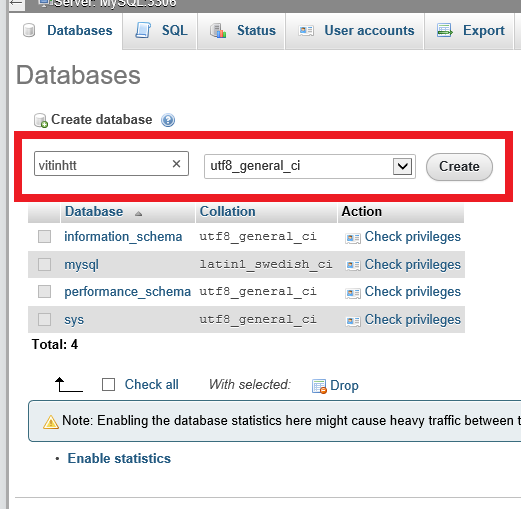 Server: MySQL:3306
Databases SQL Status User accounts Export
Databases
Create database
vitinhtt × utf8_general_ci Create
Database Collation Action
information_schema utf8_general_ci Check privileges
mysql latin1_swedish_ci Check privileges
performance_schema utf8_general_ci Check privileges
sys utf8_general_ci Check privileges
Total: 4
Check all With selected: Drop
Note: Enabling the database statistics here might cause heavy traffic between
• Enable statistics